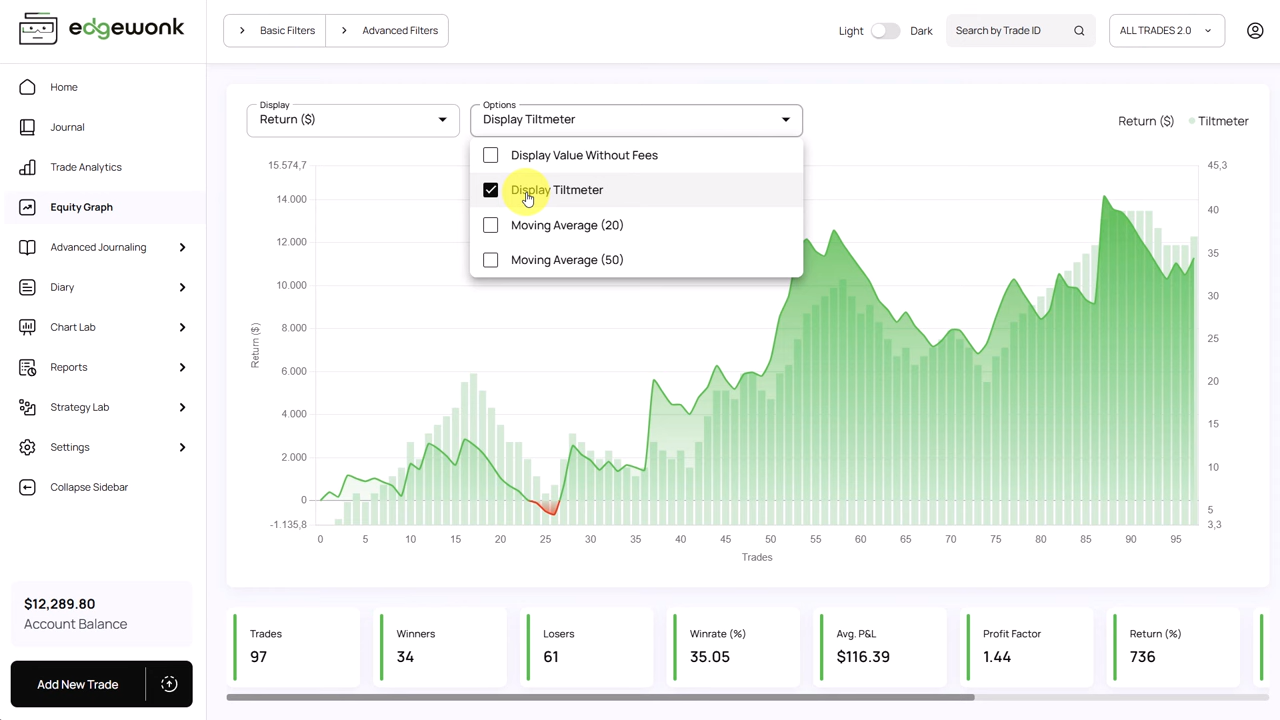 edgewonk
Basic Filters
Advanced Filters
Light
Dark
Search by Trade ID
ALL TRADES 2.0
Home
Journal
Trade Analytics
Equity Graph
Advanced Journaling
Diary
Chart Lab
Reports
Strategy Lab
Settings
Collapse Sidebar
$12,289.80
Account Balance
Add New Trade
Display
Return ($)
Options
Display Tiltmeter
Display Value Without Fees
Display Tiltmeter
Moving Average (20)
Moving Average (50)
Return ($)
Tiltmeter
15.574,7
14.000
12.000
10.000
8.000
6.000
4.000
2.000
0
-1.135,8
Return ($)
45,3
40
35
30
25
20
15
10
5
3,3
0 5 10 15 20 25 30 35 40 45 50 55 60 65 70 75 80 85 90 95
Trades
Trades
97
Winners
34
Losers
61
Winrate (%)
35.05
Avg. P&L
$116.39
Profit Factor
1.44
Return (%)
736